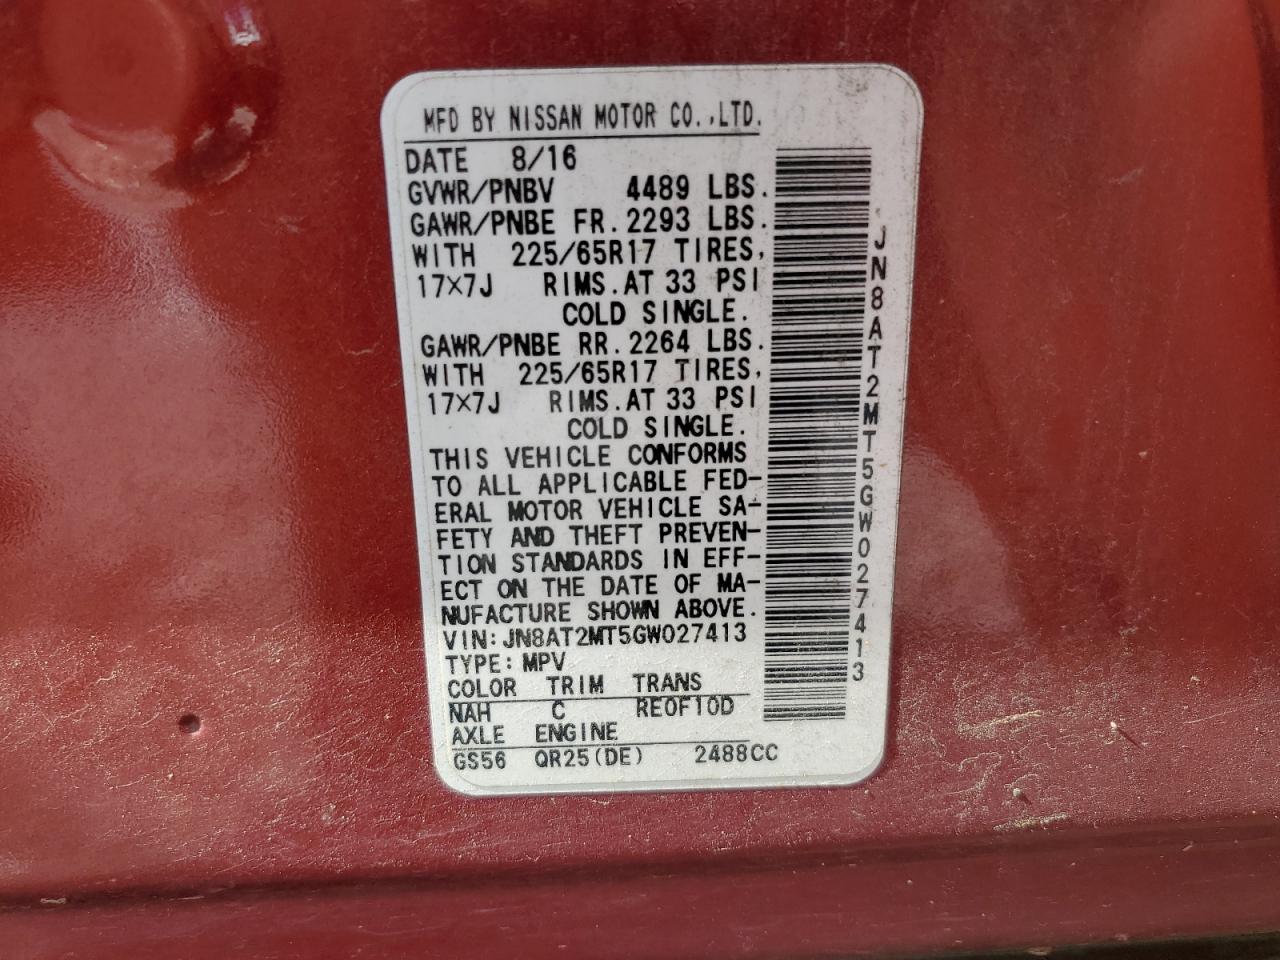 MFD BY NISSAN MOTOR CO.,LTD.
DATE 8/16
GVWR/PNBV 4489 LBS.
GAWR/PNBE FR. 2293 LBS.
WITH 225/65R17 TIRES,
17×7J RIMS. AT 33 PSI
COLD SINGLE.
GAWR/PNBE RR. 2264 LBS.
WITH 225/65R17 TIRES,
17×7J RIMS. AT 33 PSI
COLD SINGLE.
THIS VEHICLE CONFORMS
TO ALL APPLICABLE FED-
ERAL MOTOR VEHICLE SA-
FETY AND THEFT PREVEN-
TION STANDARDS IN EFF-
ECT ON THE DATE OF MA-
NUFACTURE SHOWN ABOVE.
VIN: JN8AT2MT5GW027413
TYPE: MPV
COLOR TRIM TRANS
NAH C RE0F10D
AXLE ENGINE
GS56 QR25(DE) 2488CC
JN8AT2MT5GW027413